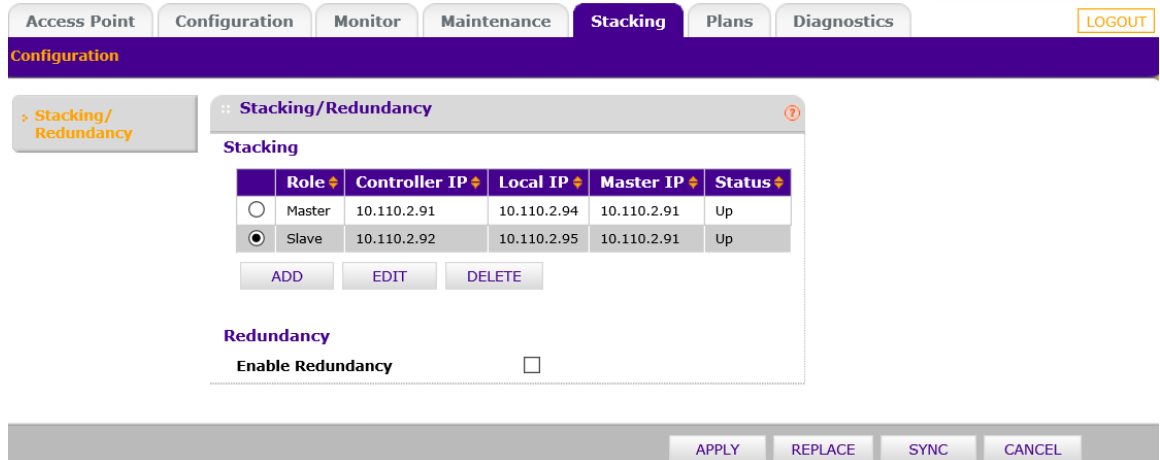 Access Point Configuration Monitor Maintenance Stacking Plans Diagnostics LOGOUT
Configuration
Stacking/
Redundancy
Stacking/Redundancy ?
Stacking
Role Controller IP Local IP Master IP Status
Master 10.110.2.91 10.110.2.94 10.110.2.91 Up
Slave 10.110.2.92 10.110.2.95 10.110.2.91 Up
ADD EDIT DELETE
Redundancy
Enable Redundancy
APPLY REPLACE SYNC CANCEL